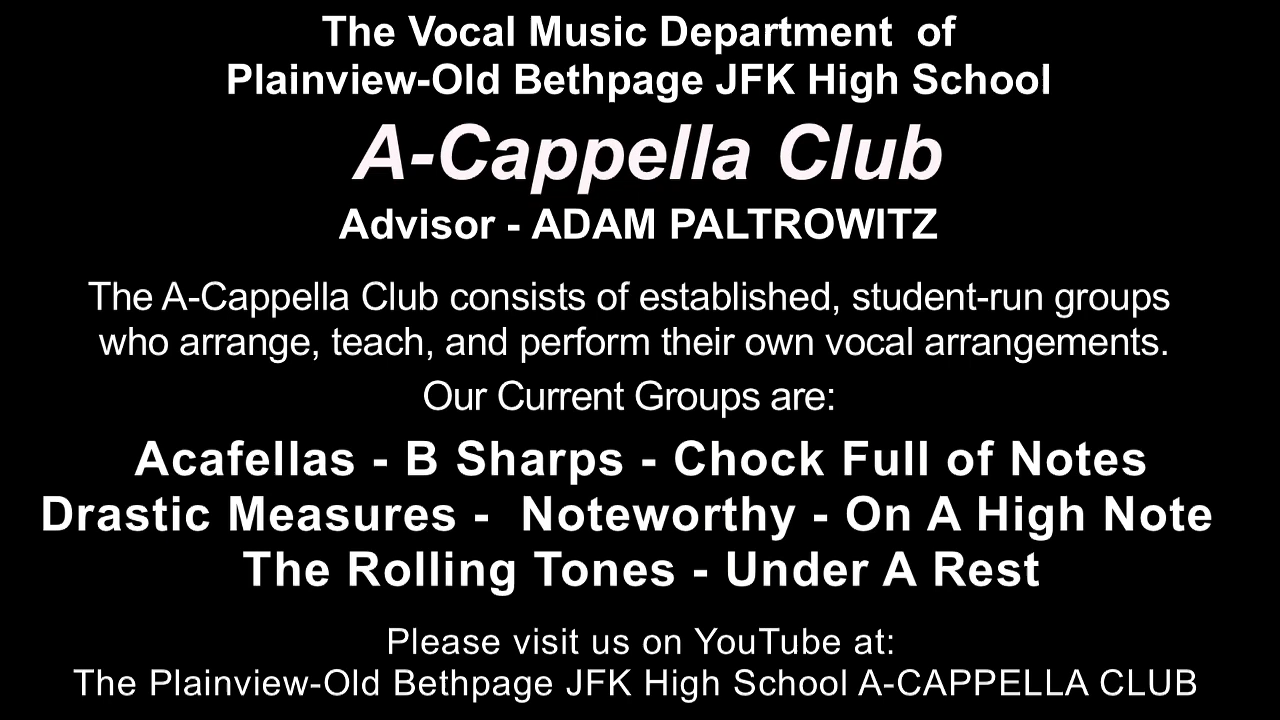 The Vocal Music Department of
Plainview-Old Bethpage JFK High School
A-Cappella Club
Advisor - ADAM PALTROWITZ
The A-Cappella Club consists of established, student-run groups
who arrange, teach, and perform their own vocal arrangements.
Our Current Groups are:
Acafellas - B Sharps - Chock Full of Notes
Drastic Measures - Noteworthy - On A High Note
The Rolling Tones - Under A Rest
Please visit us on YouTube at:
The Plainview-Old Bethpage JFK High School A-CAPPELLA CLUB